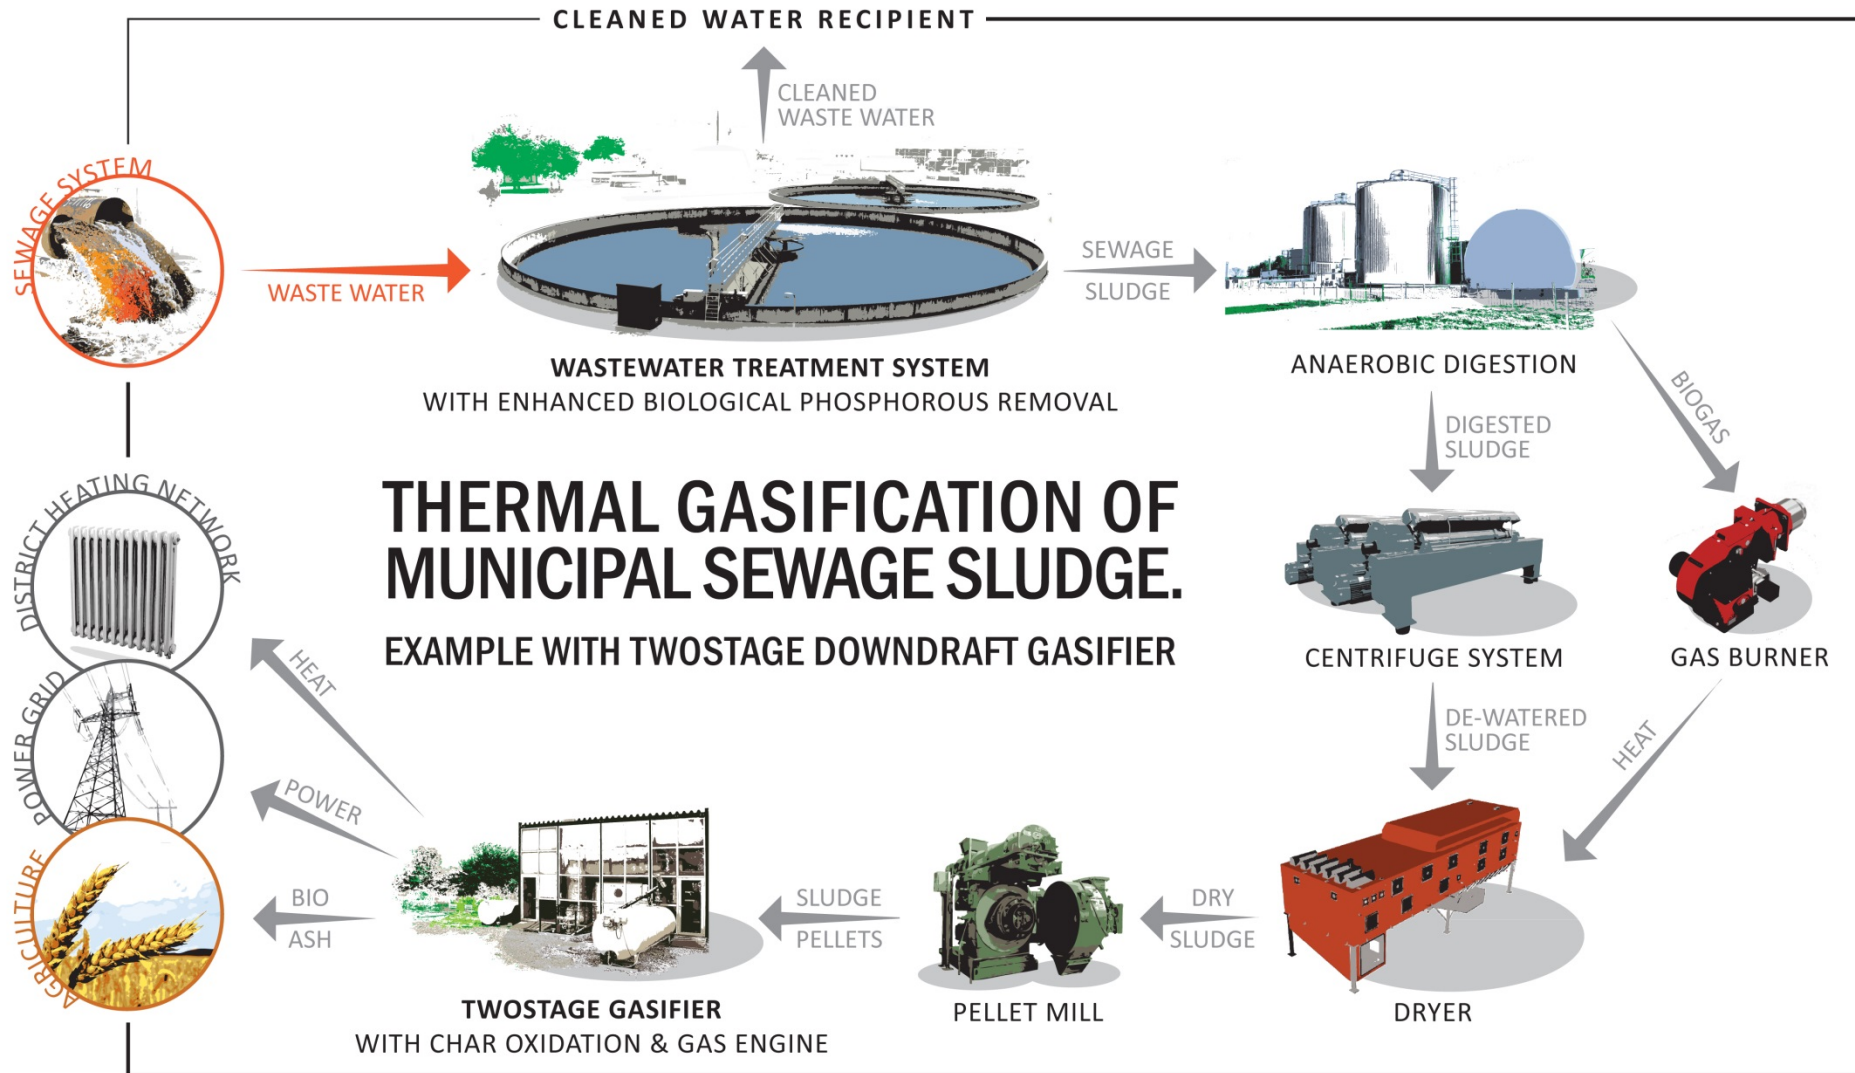 CLEANED WATER RECIPIENT
CLEANED
WASTE WATER
SEWAGE SYSTEM
WASTE WATER
SEWAGE
SLUDGE
WASTEWATER TREATMENT SYSTEM
WITH ENHANCED BIOLOGICAL PHOSPHOROUS REMOVAL
ANAEROBIC DIGESTION
BIOGAS
DIGESTED
SLUDGE
THERMAL GASIFICATION OF
MUNICIPAL SEWAGE SLUDGE.
EXAMPLE WITH TWOSTAGE DOWNDRAFT GASIFIER
DISTRICT HEATING NETWORK
CENTRIFUGE SYSTEM
GAS BURNER
HEAT
POWER GRID
DE-WATERED
SLUDGE
HEAT
POWER
AGRICULTURE
BIO
ASH
SLUDGE
PELLETS
DRY
SLUDGE
TWOSTAGE GASIFIER
WITH CHAR OXIDATION & GAS ENGINE
PELLET MILL
DRYER